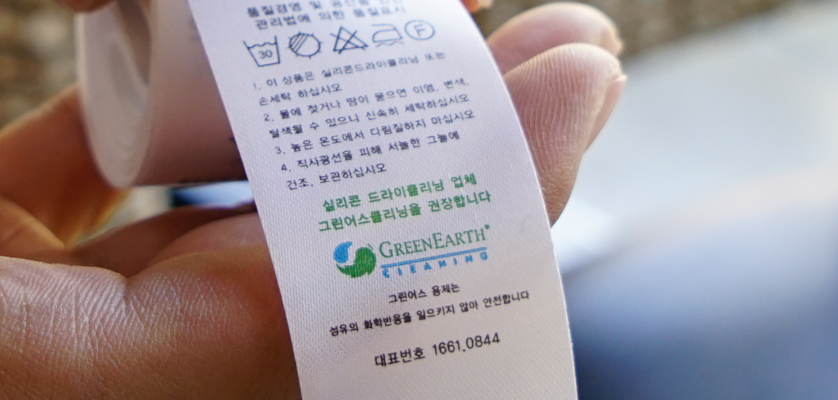 품질경영 및 공산품
관리법에 의한 품질표시
30 F
1. 이 상품은 실리콘드라이클리닝 또는
손세탁 하십시오
2. 물에 젖거나 땀이 묻으면 이염, 변색,
탈색될 수 있으니 신속히 세탁하십시오
3. 높은 온도에서 다림질하지 마십시오
4. 직사광선을 피해 서늘한 그늘에
건조, 보관하십시오
실리콘 드라이클리닝 업체
그린어스클리닝을 권장합니다
GREENEARTH®
CLEANING
그린어스 용제는
섬유의 화학반응을 일으키지 않아 안전합니다
대표번호 1661.0844